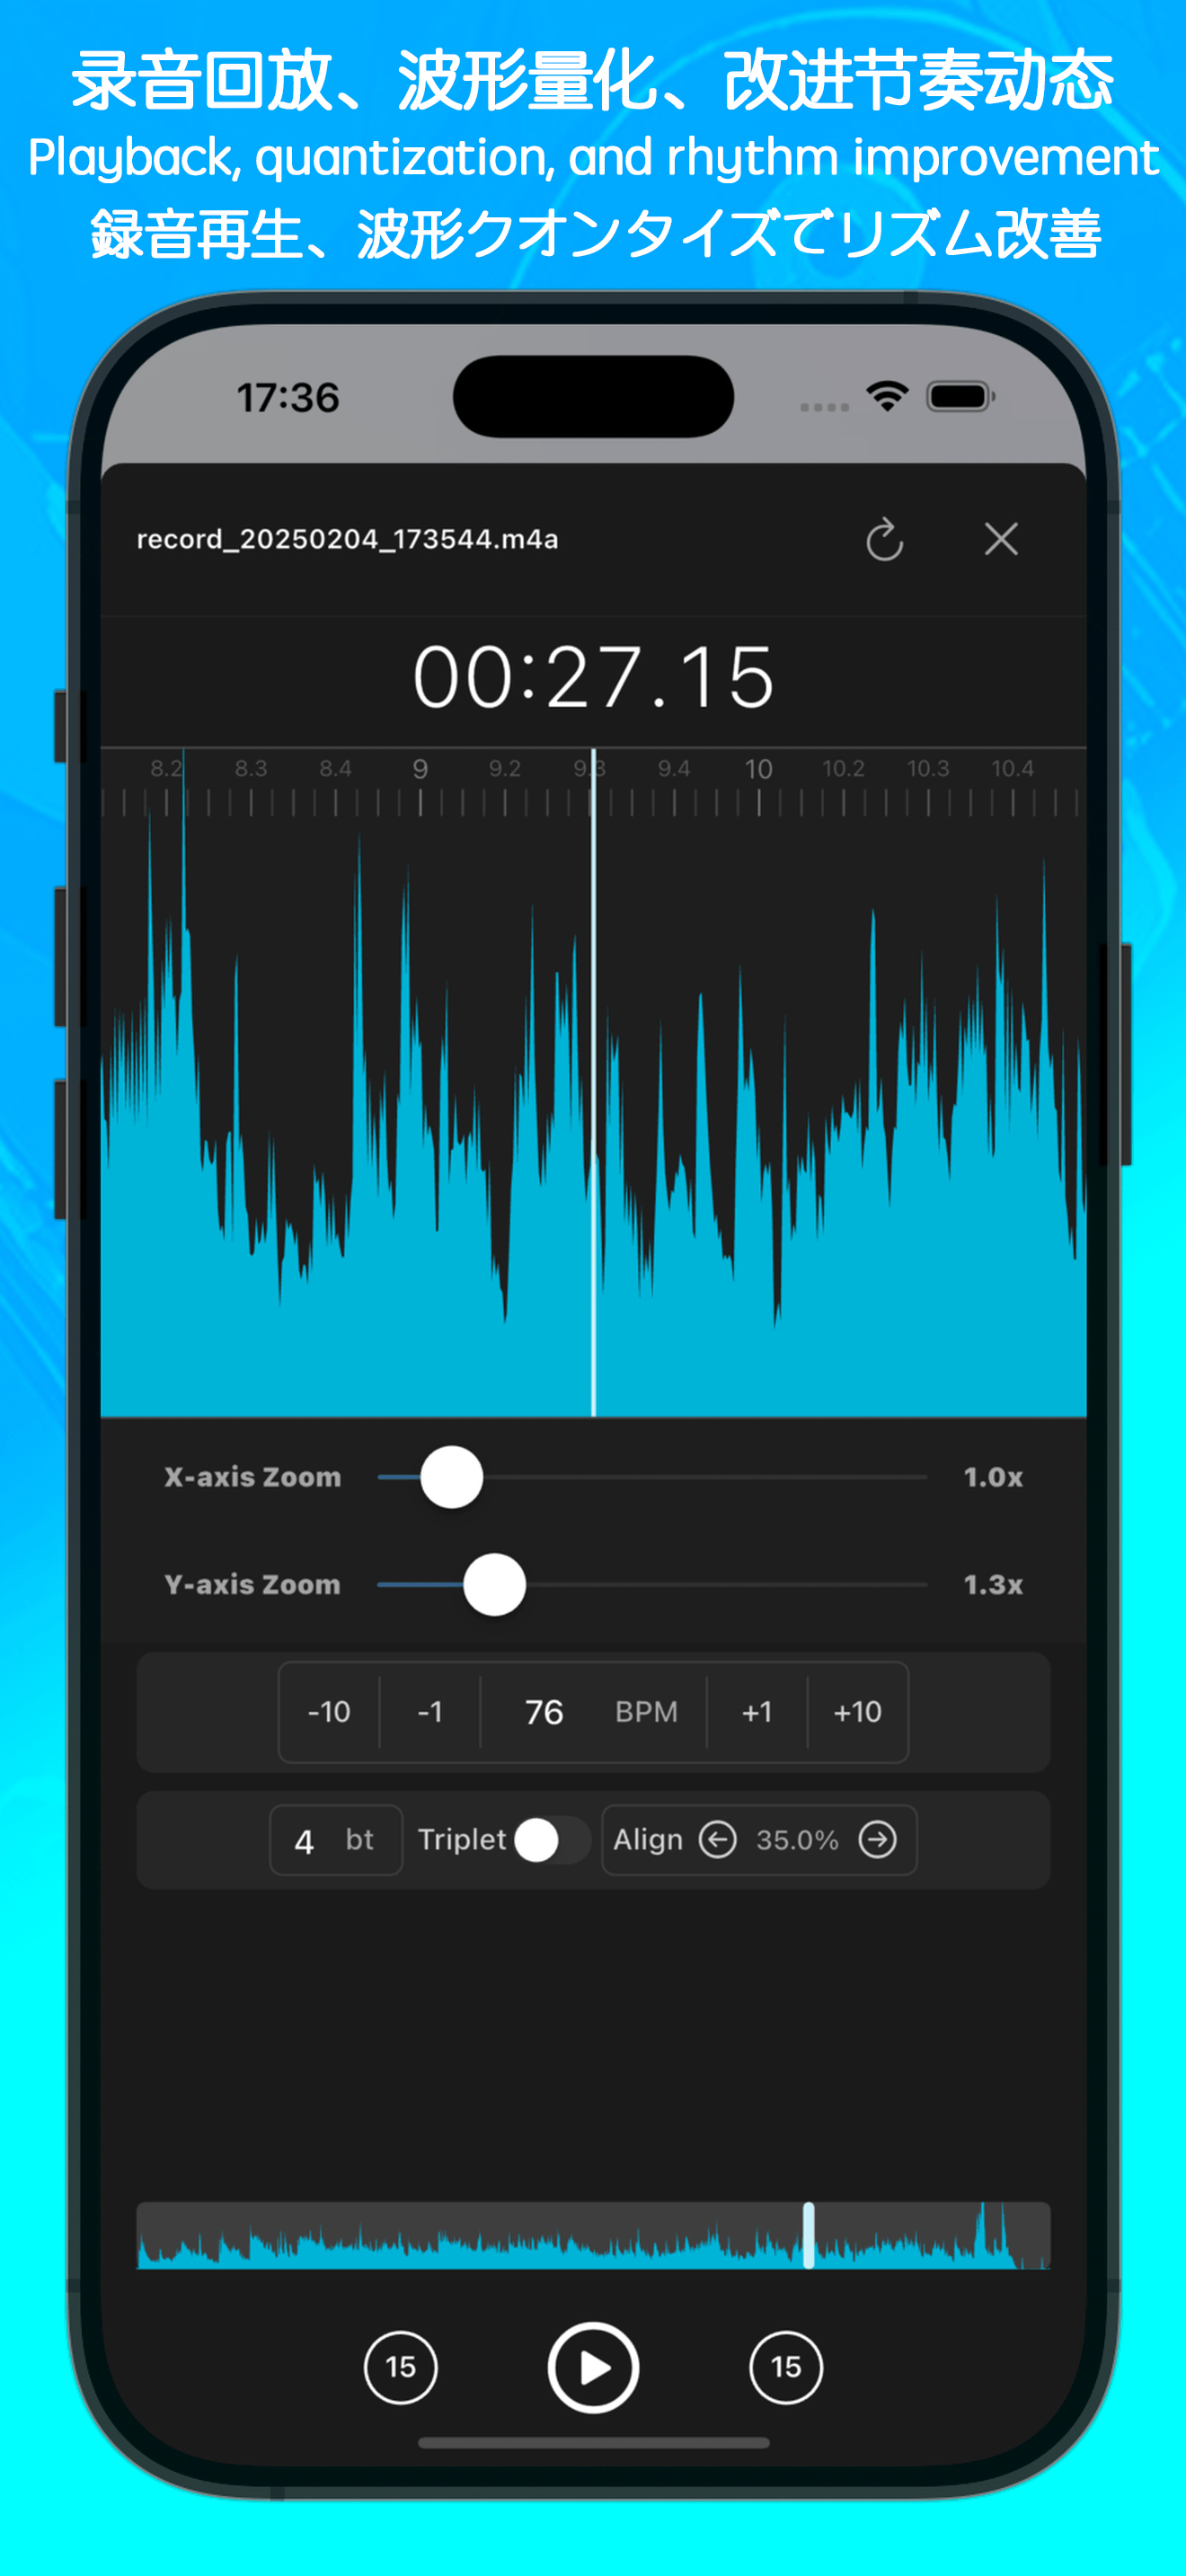 录音回放、波形量化、改进节奏动态
Playback, quantization, and rhythm improvement
録音再生、波形クオンタイズでリズム改善
17:36
record_20250204_173544.m4a
00:27.15
8.2 8.3 8.4 9 9.2 9.3 9.4 10 10.2 10.3 10.4
X-axis Zoom 1.0x
Y-axis Zoom 1.3x
-10 -1 76 BPM +1 +10
4 bt Triplet Align 35.0%
15 15